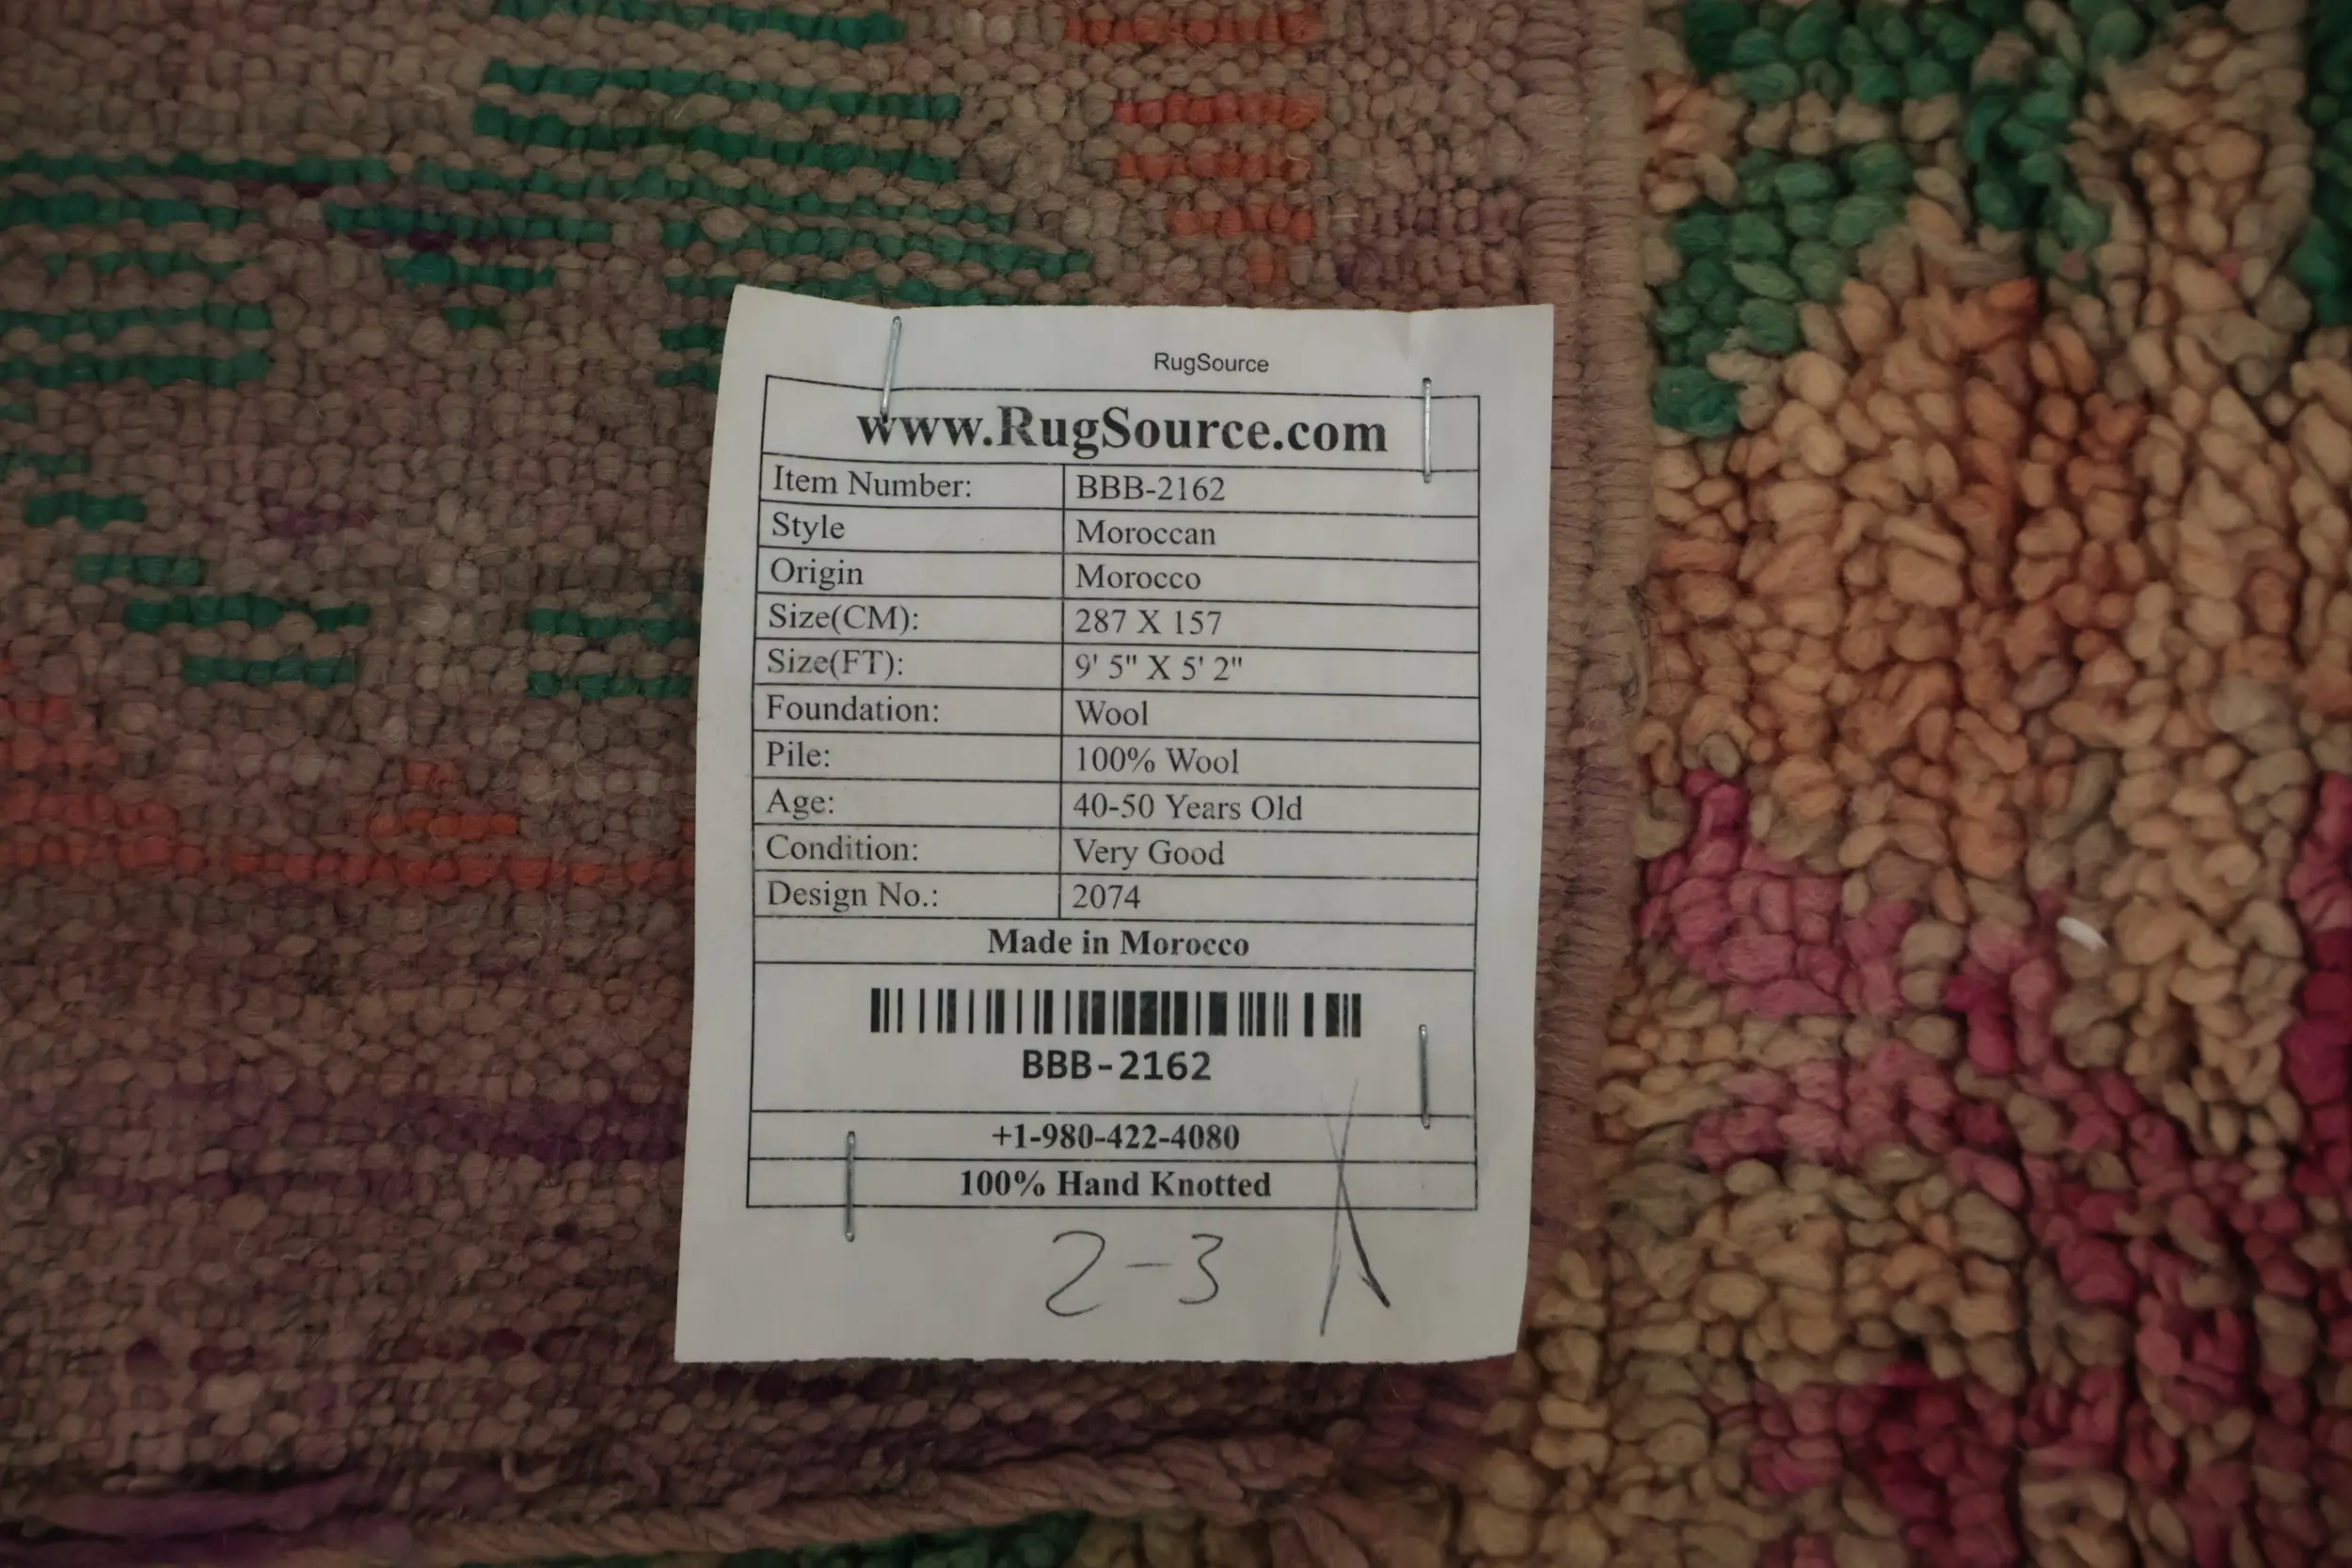 RugSource
www.RugSource.com
Item Number: BBB-2162
Style Moroccan
Origin Morocco
Size(CM): 287 X 157
Size(FT): 9' 5" X 5' 2"
Foundation: Wool
Pile: 100% Wool
Age: 40-50 Years Old
Condition: Very Good
Design No.: 2074
Made in Morocco
BBB-2162
+1-980-422-4080
100% Hand Knotted
2-3